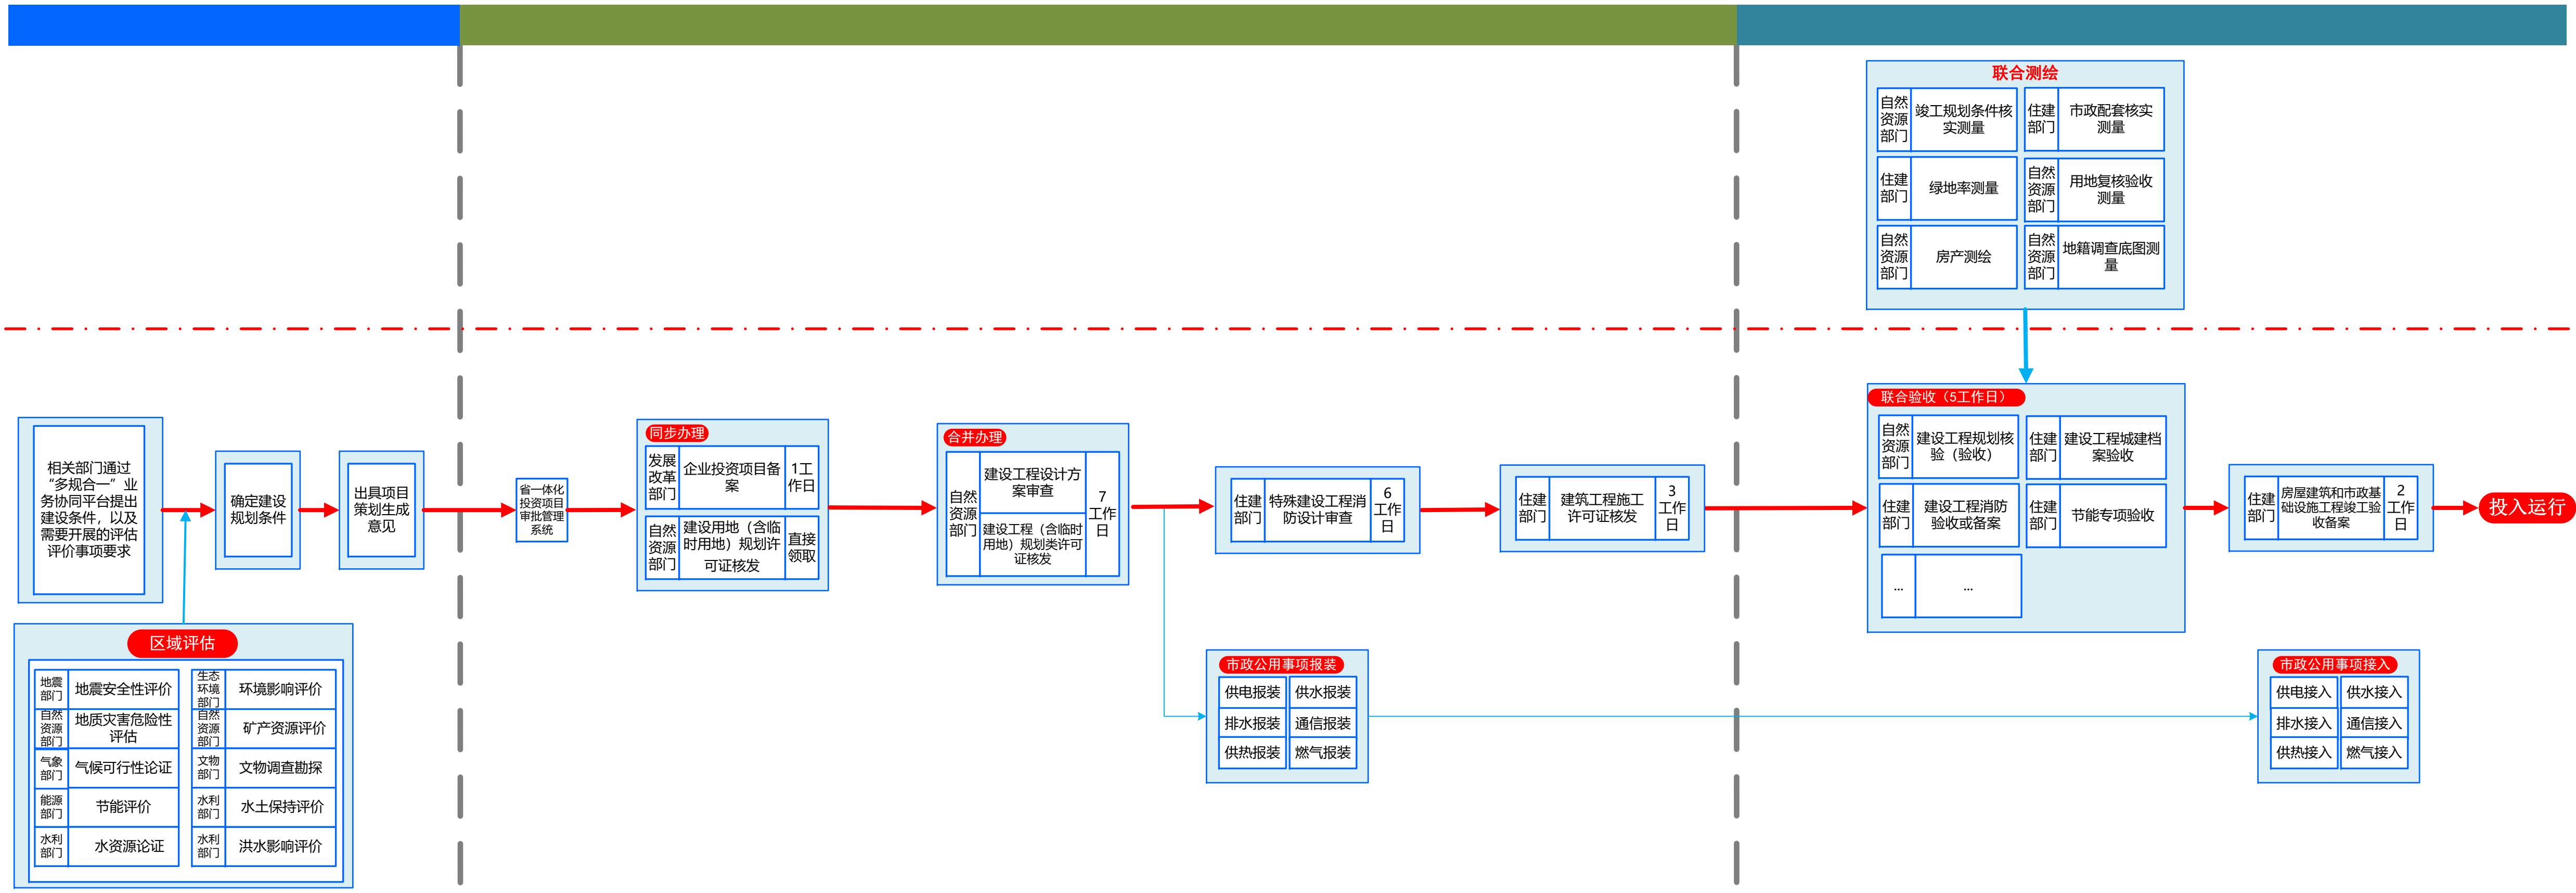 联合测绘
自然
资源
部门
竣工规划条件核
实测量
住建
部门
市政配套核实
测量
住建
部门
绿地率测量
自然
资源
部门
用地复核验收
测量
自然
资源
部门
房产测绘
自然
资源
部门
地籍调查底图测
量
相关部门通过
“多规合一”业
务协同平台提出
建设条件，以及
需要开展的评估
评价事项要求
确定建设
规划条件
出具项目
策划生成
意见
省一体化
投资项目
审批管理
系统
同步办理
发展
改革
部门
企业投资项目备
案
1工
作日
自然
资源
部门
建设用地（含临
时用地）规划许
可证核发
直接
领取
合并办理
自然
资源
部门
建设工程设计方
案审查
建设工程（含临时
用地）规划类许可
证核发
7
工作
日
住建
部门
特殊建设工程消
防设计审查
6
工作
日
住建
部门
建筑工程施工
许可证核发
3
工作
日
联合验收（5工作日）
自然
资源
部门
建设工程规划核
验（验收）
住建
部门
建设工程城建档
案验收
住建
部门
建设工程消防
验收或备案
住建
部门
节能专项验收
...
...
住建
部门
房屋建筑和市政基
础设施工程竣工验
收备案
2
工作
日
投入运行
区域评估
地震
部门
地震安全性评价
生态
环境
部门
环境影响评价
自然
资源
部门
地质灾害危险性
评估
自然
资源
部门
矿产资源评价
气象
部门
气候可行性论证
文物
部门
文物调查勘探
能源
部门
节能评价
水利
部门
水土保持评价
水利
部门
水资源论证
水利
部门
洪水影响评价
市政公用事项报装
供电报装
供水报装
排水报装
通信报装
供热报装
燃气报装
市政公用事项接入
供电接入
供水接入
排水接入
通信接入
供热接入
燃气接入